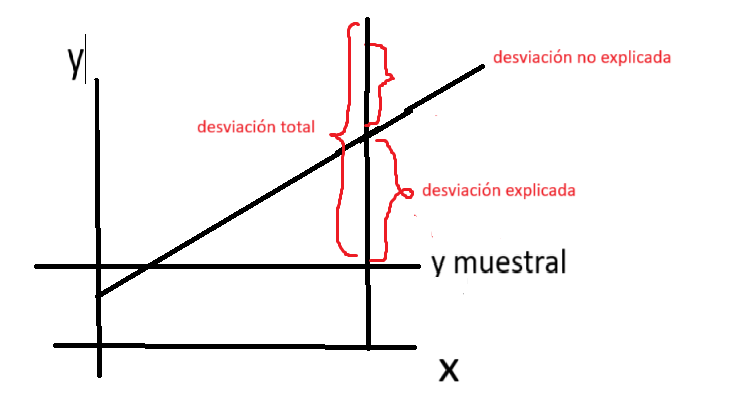 y
desviación no explicada
desviación total
desviación explicada
y muestral
x